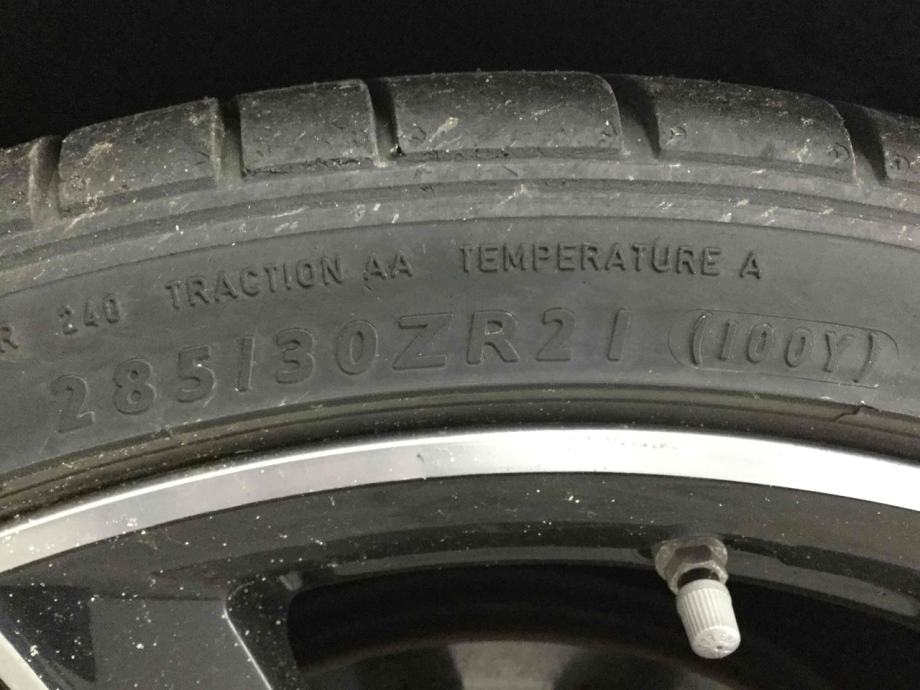 R 240 TRACTION AA TEMPERATURE A
285/30ZR21 (100Y)